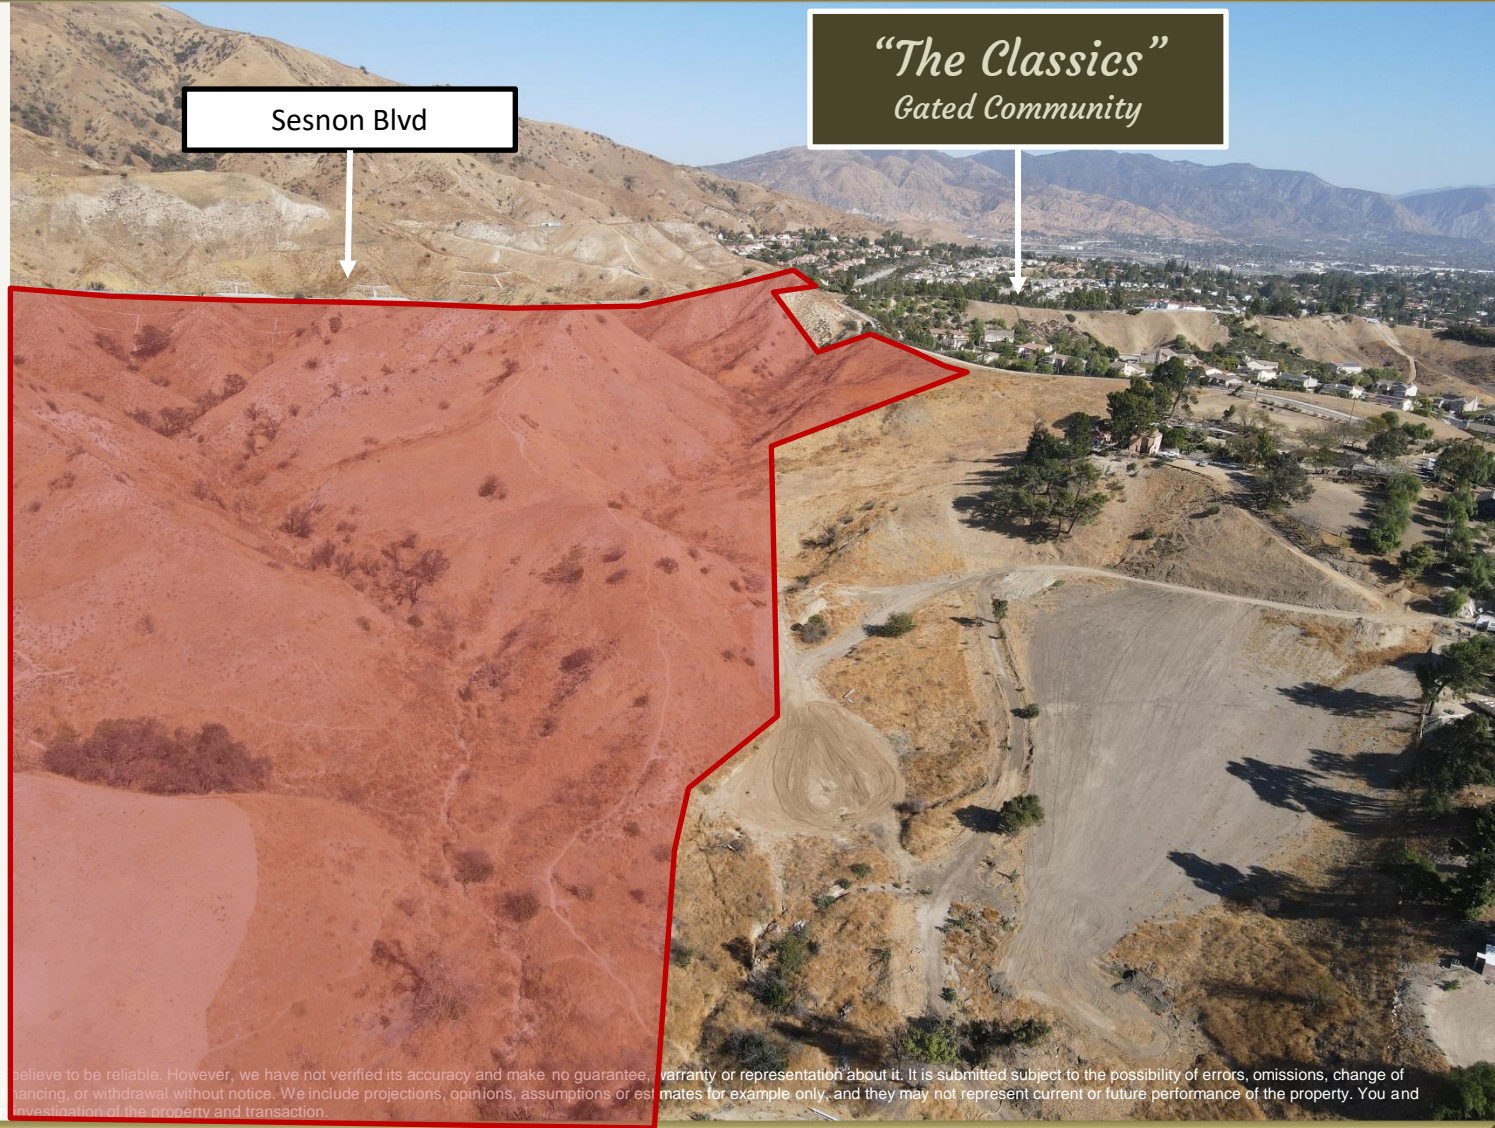 “The Classics”
Gated Community
Sesnon Blvd
believe to be reliable. However, we have not verified its accuracy and make no guarantee, warranty or representation about it. It is submitted subject to the possibility of errors, omissions, change of
or withdrawal without notice. We include projections, opinions, assumptions or estimates for example only, and they may not represent current or future performance of the property. You and
investigation of the property and transaction.